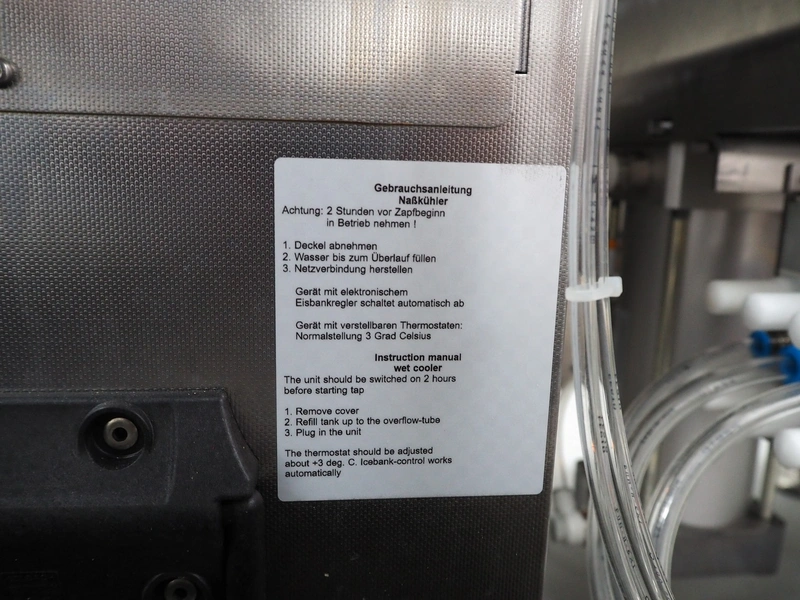 Gebrauchsanleitung
Naßkühler
Achtung: 2 Stunden vor Zapfbeginn
in Betrieb nehmen !
1. Deckel abnehmen
2. Wasser bis zum Überlauf füllen
3. Netzverbindung herstellen
Gerät mit elektronischem
Eisbankregler schaltet automatisch ab
Gerät mit verstellbaren Thermostaten:
Normalstellung 3 Grad Celsius
Instruction manual
wet cooler
The unit should be switched on 2 hours
before starting tap
1. Remove cover
2. Refill tank up to the overflow-tube
3. Plug in the unit
The thermostat should be adjusted
about +3 deg. C. Icebank-control works
automatically